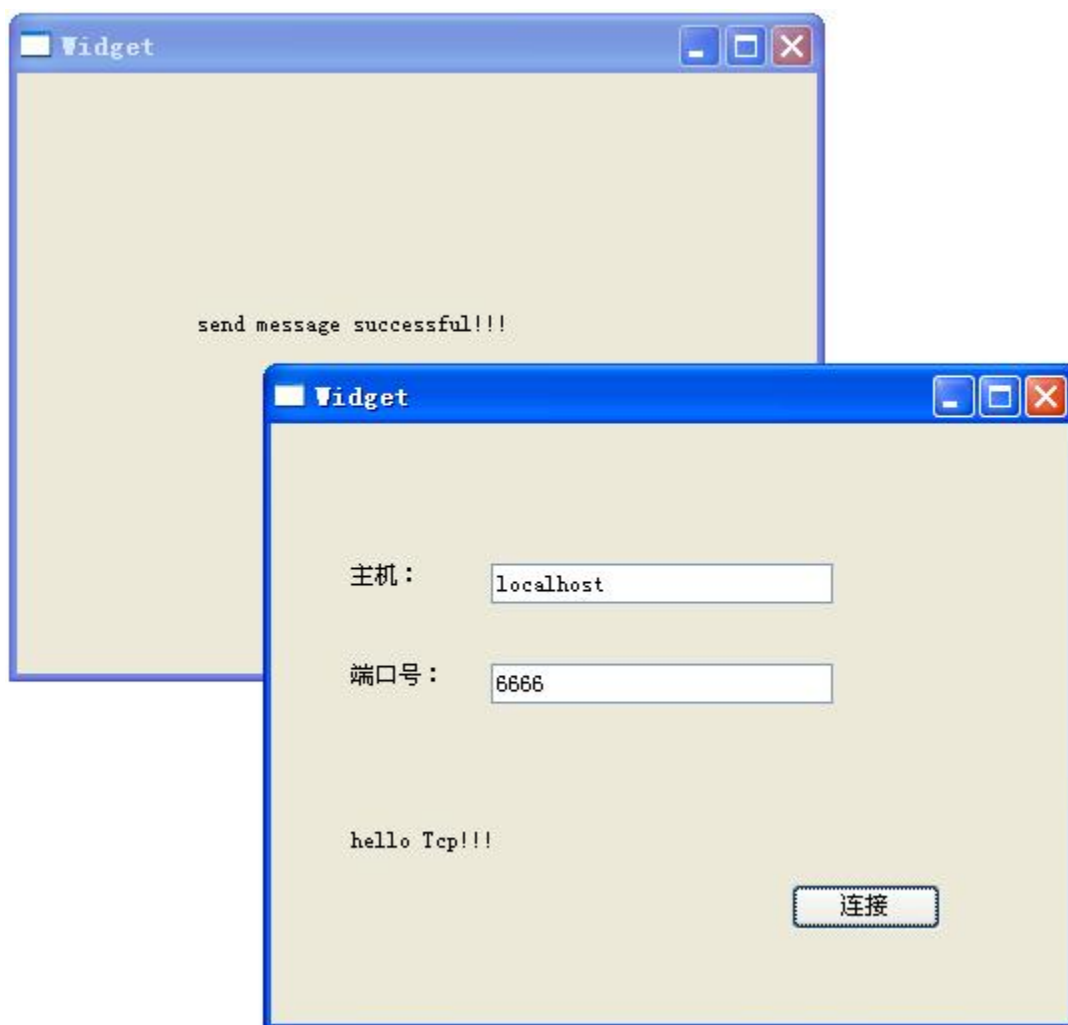 Widget
send message successful!!!
Widget
主机：
localhost
端口号：
6666
hello Tcp!!!
连接